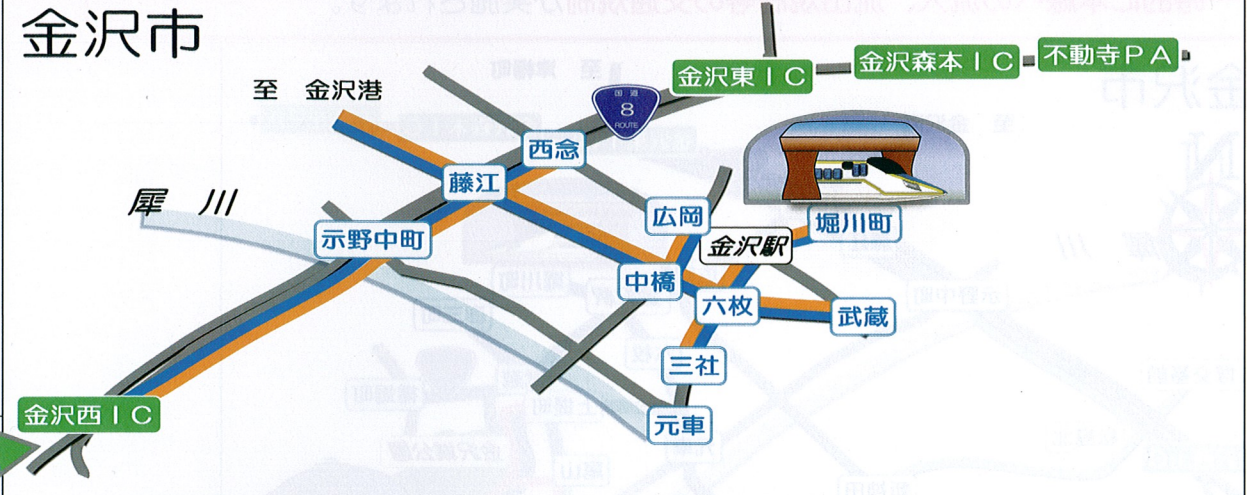 金沢市
至 金沢港
国道
8
ROUTE
金沢東IC
金沢森本IC
不動寺PA
西念
藤江
犀川
示野中町
広岡
金沢駅
堀川町
中橋
六枚
武蔵
三社
元車
金沢西IC